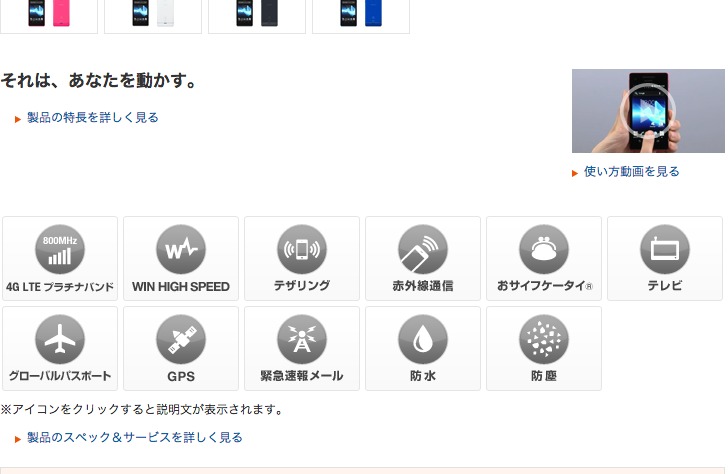 それは、あなたを動かす。
製品の特長を詳しく見る
使い方動画を見る
800MHz
4G LTE プラチナバンド
WIN HIGH SPEED
テザリング
赤外線通信
おサイフケータイ®
テレビ
グローバルパスポート
GPS
緊急速報メール
防水
防塵
※アイコンをクリックすると説明文が表示されます。
製品のスペック＆サービスを詳しく見る